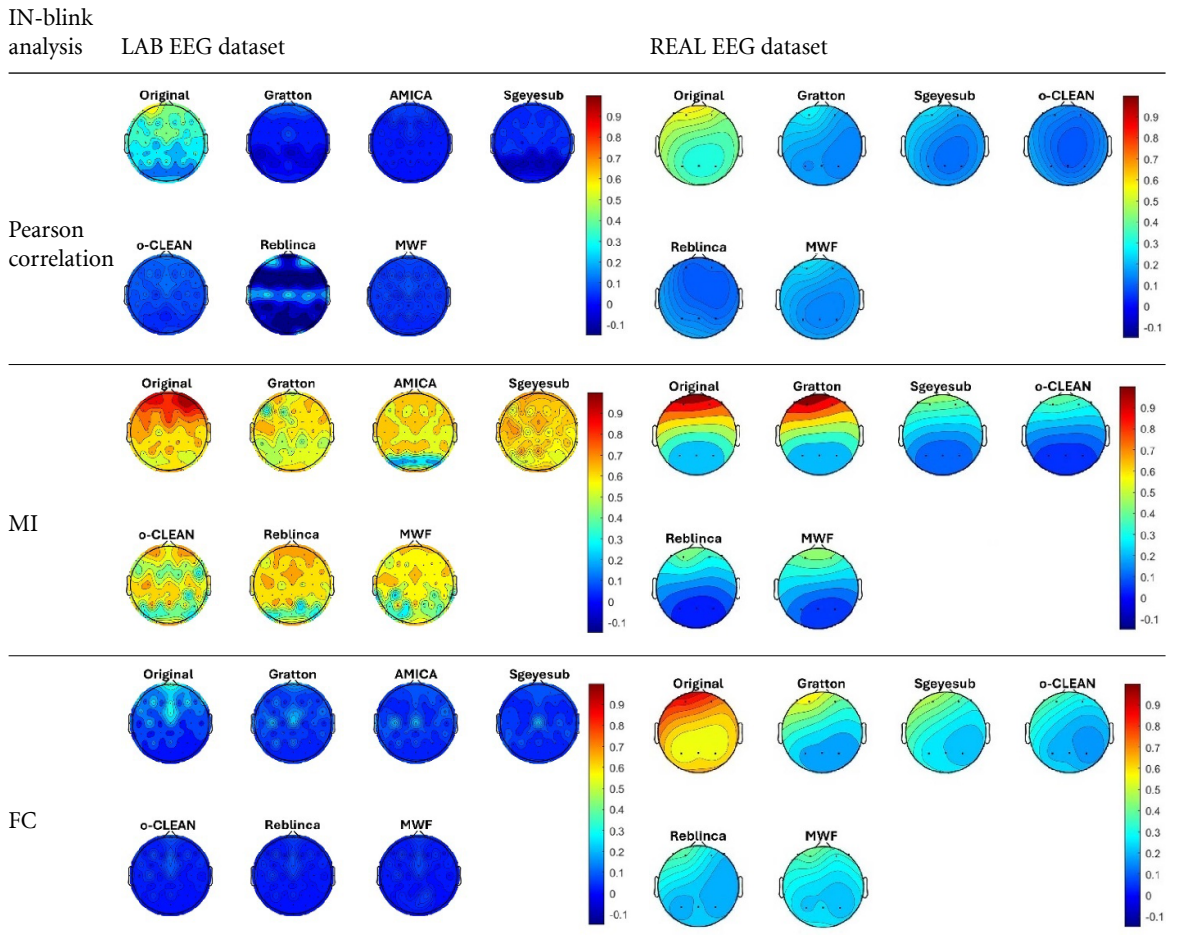 IN-blink
analysis
LAB EEG dataset
REAL EEG dataset
Original
Gratton
AMICA
Sgeyesub
0.9
0.8
0.7
0.6
0.5
0.4
0.3
0.2
0.1
0
-0.1
Original
Gratton
Sgeyesub
o-CLEAN
0.9
0.8
0.7
0.6
0.5
0.4
0.3
0.2
0.1
0
-0.1
Pearson
correlation
o-CLEAN
Reblinca
MWF
Reblinca
MWF
Original
Gratton
AMICA
Sgeyesub
0.9
0.8
0.7
0.6
0.5
0.4
0.3
0.2
0.1
0
-0.1
Original
Gratton
Sgeyesub
o-CLEAN
0.9
0.8
0.7
0.6
0.5
0.4
0.3
0.2
0.1
0
-0.1
MI
o-CLEAN
Reblinca
MWF
Reblinca
MWF
Original
Gratton
AMICA
Sgeyesub
0.9
0.8
0.7
0.6
0.5
0.4
0.3
0.2
0.1
0
-0.1
Original
Gratton
Sgeyesub
o-CLEAN
0.9
0.8
0.7
0.6
0.5
0.4
0.3
0.2
0.1
0
-0.1
FC
o-CLEAN
Reblinca
MWF
Reblinca
MWF